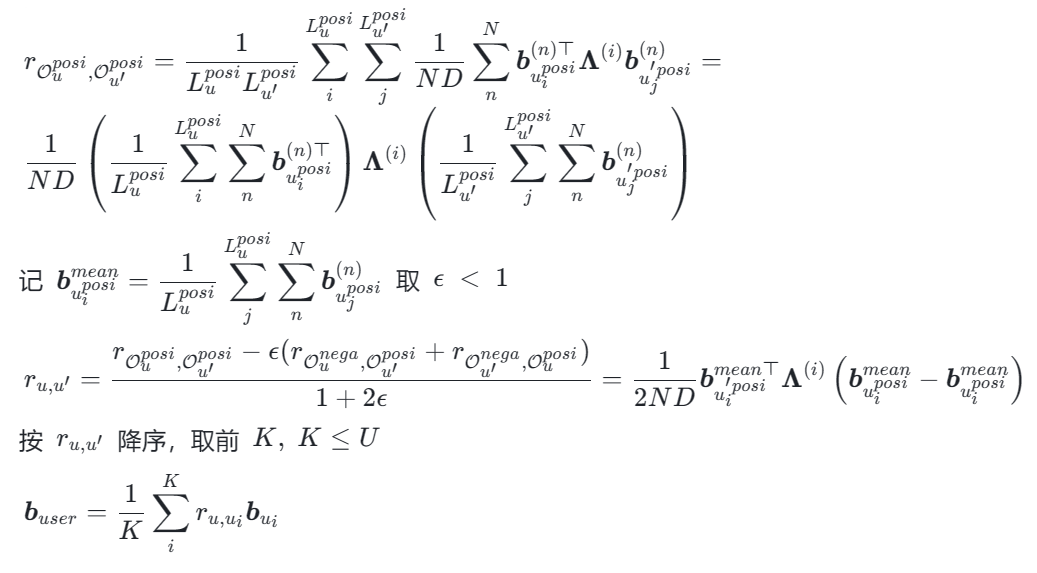 $r_{\mathcal{O}_u^{posi},\mathcal{O}_{u'}^{posi}} = \frac{1}{L_u^{posi} L_{u'}^{posi}} \sum_i^{L_u^{posi}} \sum_j^{L_{u'}^{posi}} \frac{1}{ND} \sum_n^N \boldsymbol{b}_{u_i^{posi}}^{(n)\top} \boldsymbol{\Lambda}^{(i)} \boldsymbol{b}_{u_j'^{posi}}^{(n)} =$
$\frac{1}{ND} \left( \frac{1}{L_u^{posi}} \sum_i^{L_u^{posi}} \sum_n^N \boldsymbol{b}_{u_i^{posi}}^{(n)\top} \right) \boldsymbol{\Lambda}^{(i)} \left( \frac{1}{L_{u'}^{posi}} \sum_j^{L_{u'}^{posi}} \sum_n^N \boldsymbol{b}_{u_j'^{posi}}^{(n)} \right)$
记 $\boldsymbol{b}_{u_i^{posi}}^{mean} = \frac{1}{L_u^{posi}} \sum_j^{L_u^{posi}} \sum_n^N \boldsymbol{b}_{u_j^{posi}}^{(n)}$ 取 $\epsilon < 1$
$r_{u,u'} = \frac{r_{\mathcal{O}_u^{posi},\mathcal{O}_{u'}^{posi}} - \epsilon(r_{\mathcal{O}_u^{nega},\mathcal{O}_{u'}^{posi}} + r_{\mathcal{O}_{u'}^{nega},\mathcal{O}_u^{posi}})}{1 + 2\epsilon} = \frac{1}{2ND} \boldsymbol{b}_{u_i'^{posi}}^{mean\top} \boldsymbol{\Lambda}^{(i)} \left( \boldsymbol{b}_{u_i^{posi}}^{mean} - \boldsymbol{b}_{u_i^{posi}}^{mean} \right)$
按 $r_{u,u'}$ 降序，取前 $K, K \leq U$
$\boldsymbol{b}_{user} = \frac{1}{K} \sum_i^K r_{u,u_i} \boldsymbol{b}_{u_i}$